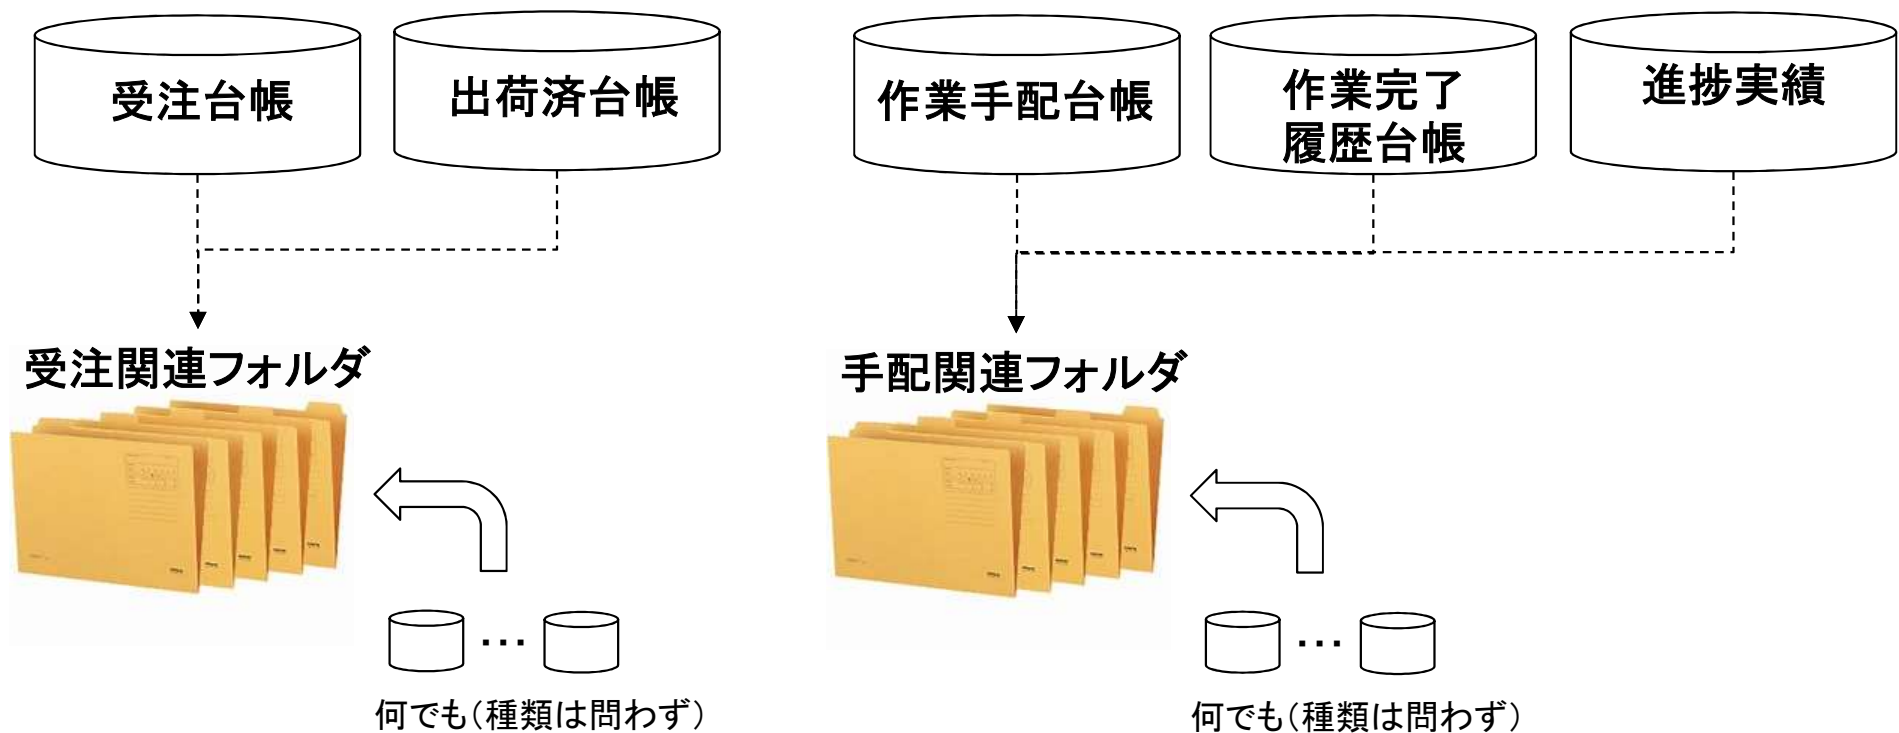 受注台帳
出荷済台帳
作業手配台帳
作業完了
履歴台帳
進捗実績
受注関連フォルダ
手配関連フォルダ
・・・
・・・
何でも（種類は問わず）
何でも（種類は問わず）